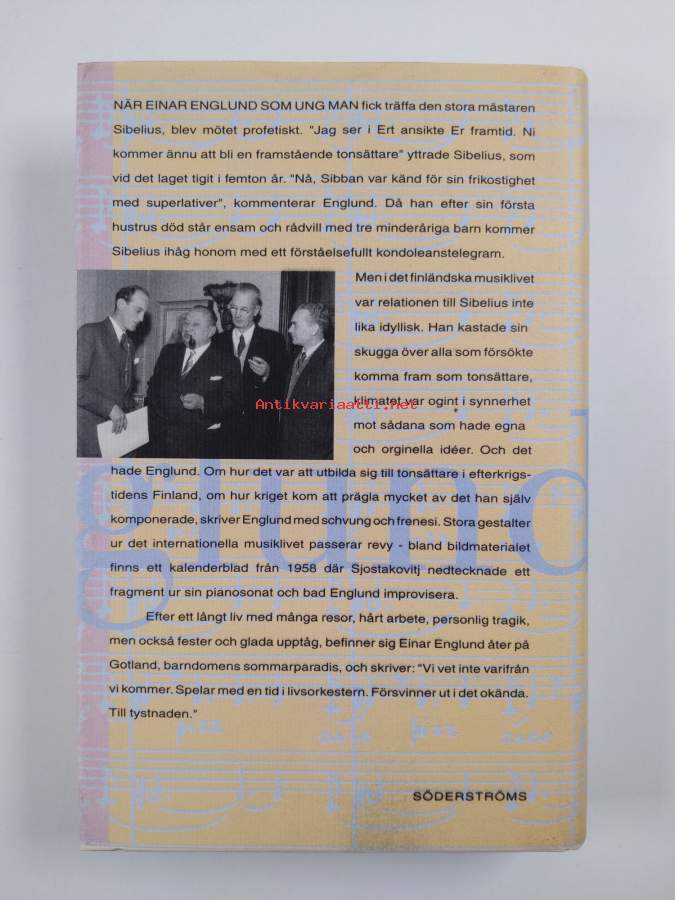 NÄR EINAR ENGLUND SOM UNG MAN fick träffa den stora mästaren
Sibelius, blev mötet profetiskt. "Jag ser i Ert ansikte Er framtid. Ni
kommer ännu att bli en framstående tonsättare" yttrade Sibelius, som
vid det laget tigit i femton år. "Nå, Sibban var känd för sin frikostighet
med superlativer", kommenterar Englund. Då han efter sin första
hustrus död står ensam och rådvill med tre minderåriga barn kommer
Sibelius ihåg honom med ett förståelsefullt kondoleanstelegram.
Men i det finländska musiklivet
var relationen till Sibelius inte
lika idyllisk. Han kastade sin
skugga över alla som försökte
komma fram som tonsättare,
klimatet var ogint i synnerhet
mot sådana som hade egna
och orginella idéer. Och det
hade Englund. Om hur det var att utbilda sig till tonsättare i efterkrigs-
tidens Finland, om hur kriget kom att prägla mycket av det han själv
komponerade, skriver Englund med schvung och frenesi. Stora gestalter
ur det internationella musiklivet passerar revy - bland bildmaterialet
finns ett kalenderblad från 1958 där Sjostakovitj nedtecknade ett
fragment ur sin pianosonat och bad Englund improvisera.
Efter ett långt liv med många resor, hårt arbete, personlig tragik,
men också fester och glada upptåg, befinner sig Einar Englund åter på
Gotland, barndomens sommarparadis, och skriver: "Vi vet inte varifrån
vi kommer. Spelar med en tid i livsorkestern. Försvinner ut i det okända.
Till tystnaden."
SÖDERSTRÖMS
Antikvariaatti.net
glund